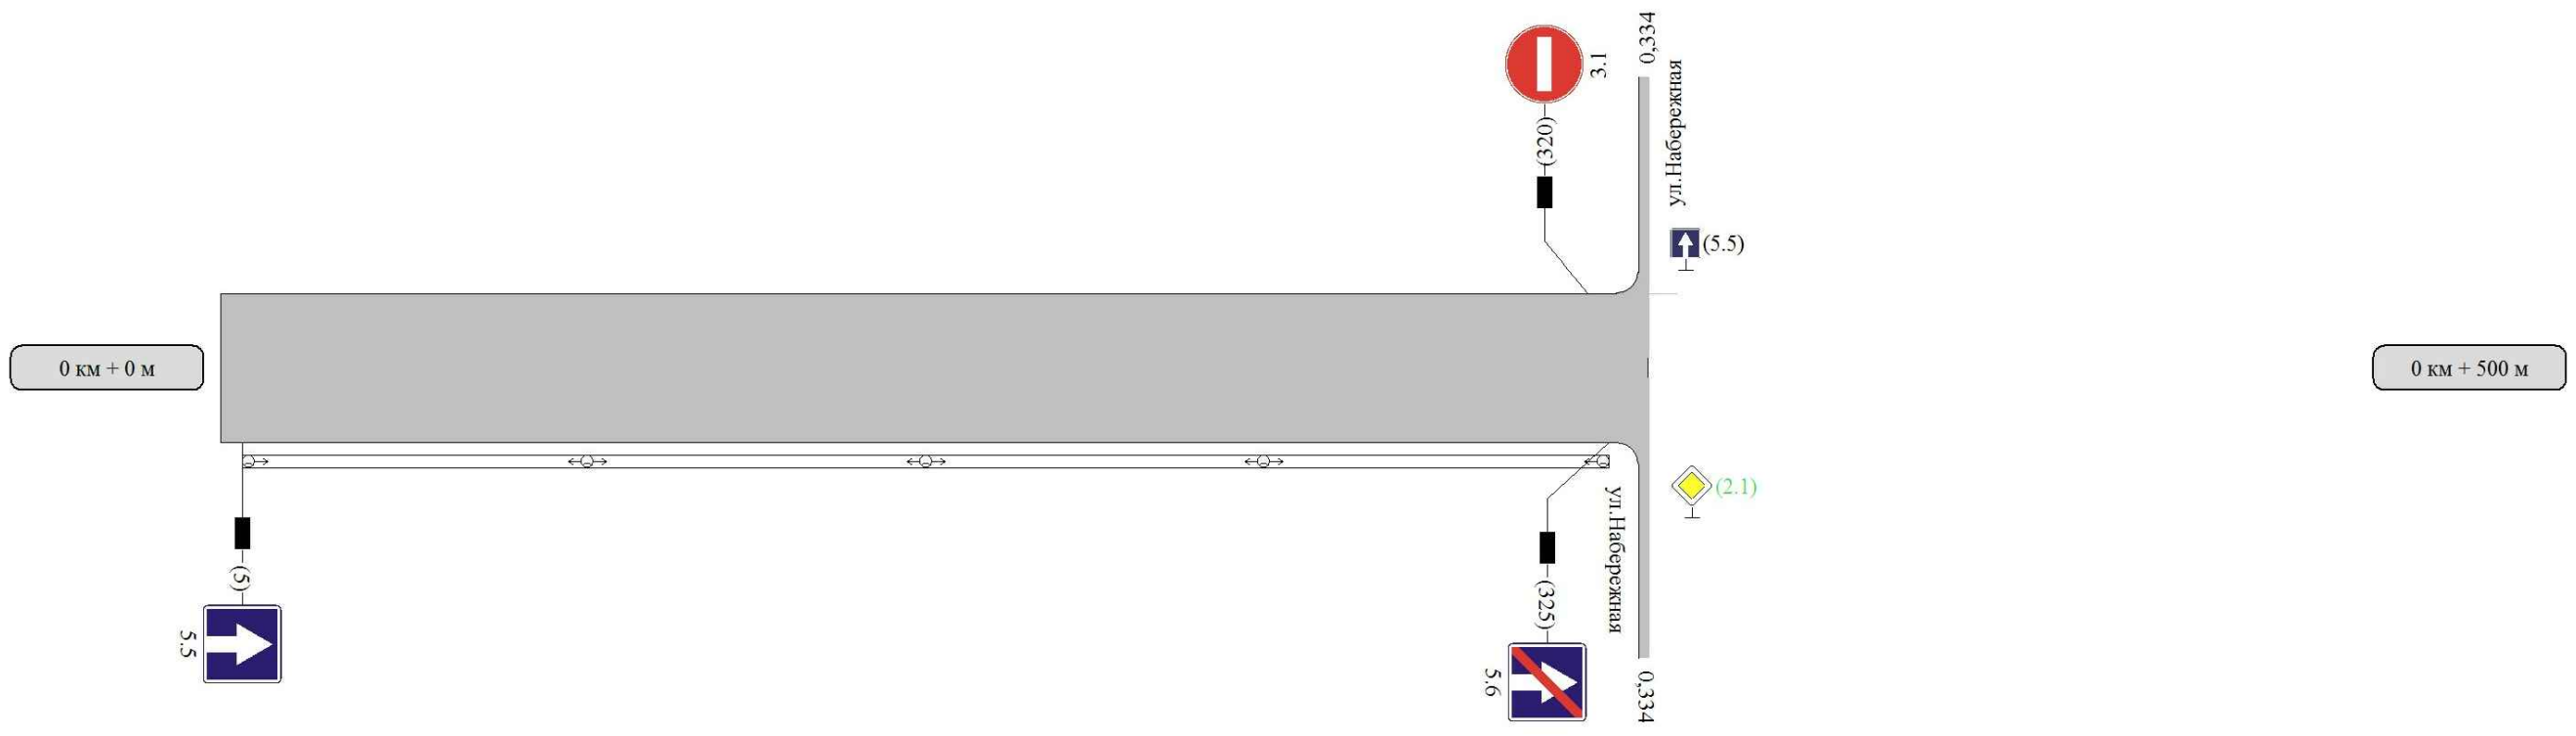 0 км + 0 м
0 км + 500 м
3.1
(320)
0,334
ул.Набережная
(5.5)
(2.1)
ул.Набережная
0,334
(5)
5.5
(325)
5.6